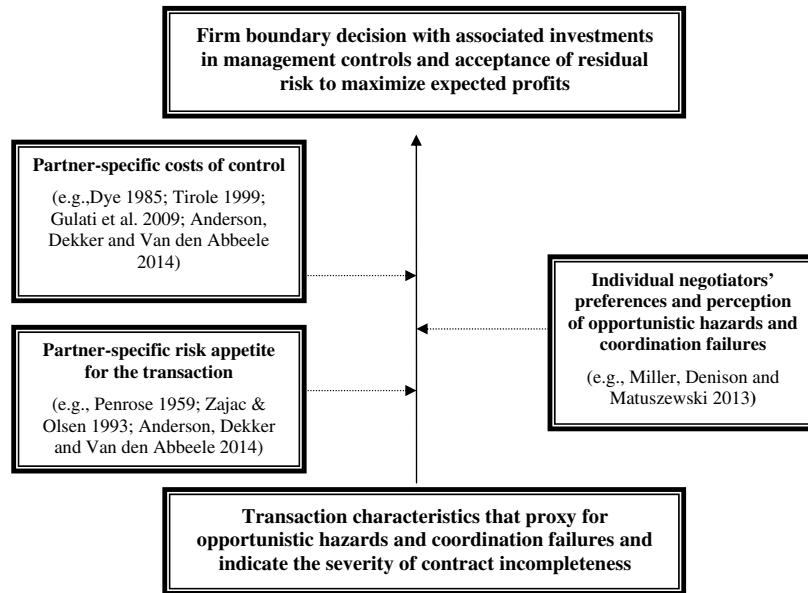 Firm boundary decision with associated investments
in management controls and acceptance of residual
risk to maximize expected profits
Partner-specific costs of control
(e.g.,Dye 1985; Tirole 1999;
Gulati et al. 2009; Anderson,
Dekker and Van den Abbeele
2014)
Individual negotiators’
preferences and perception
of opportunistic hazards and
coordination failures
(e.g., Miller, Denison and
Matuszewski 2013)
Partner-specific risk appetite
for the transaction
(e.g., Penrose 1959; Zajac &
Olsen 1993; Anderson, Dekker
and Van den Abbeele 2014)
Transaction characteristics that proxy for
opportunistic hazards and coordination failures and
indicate the severity of contract incompleteness